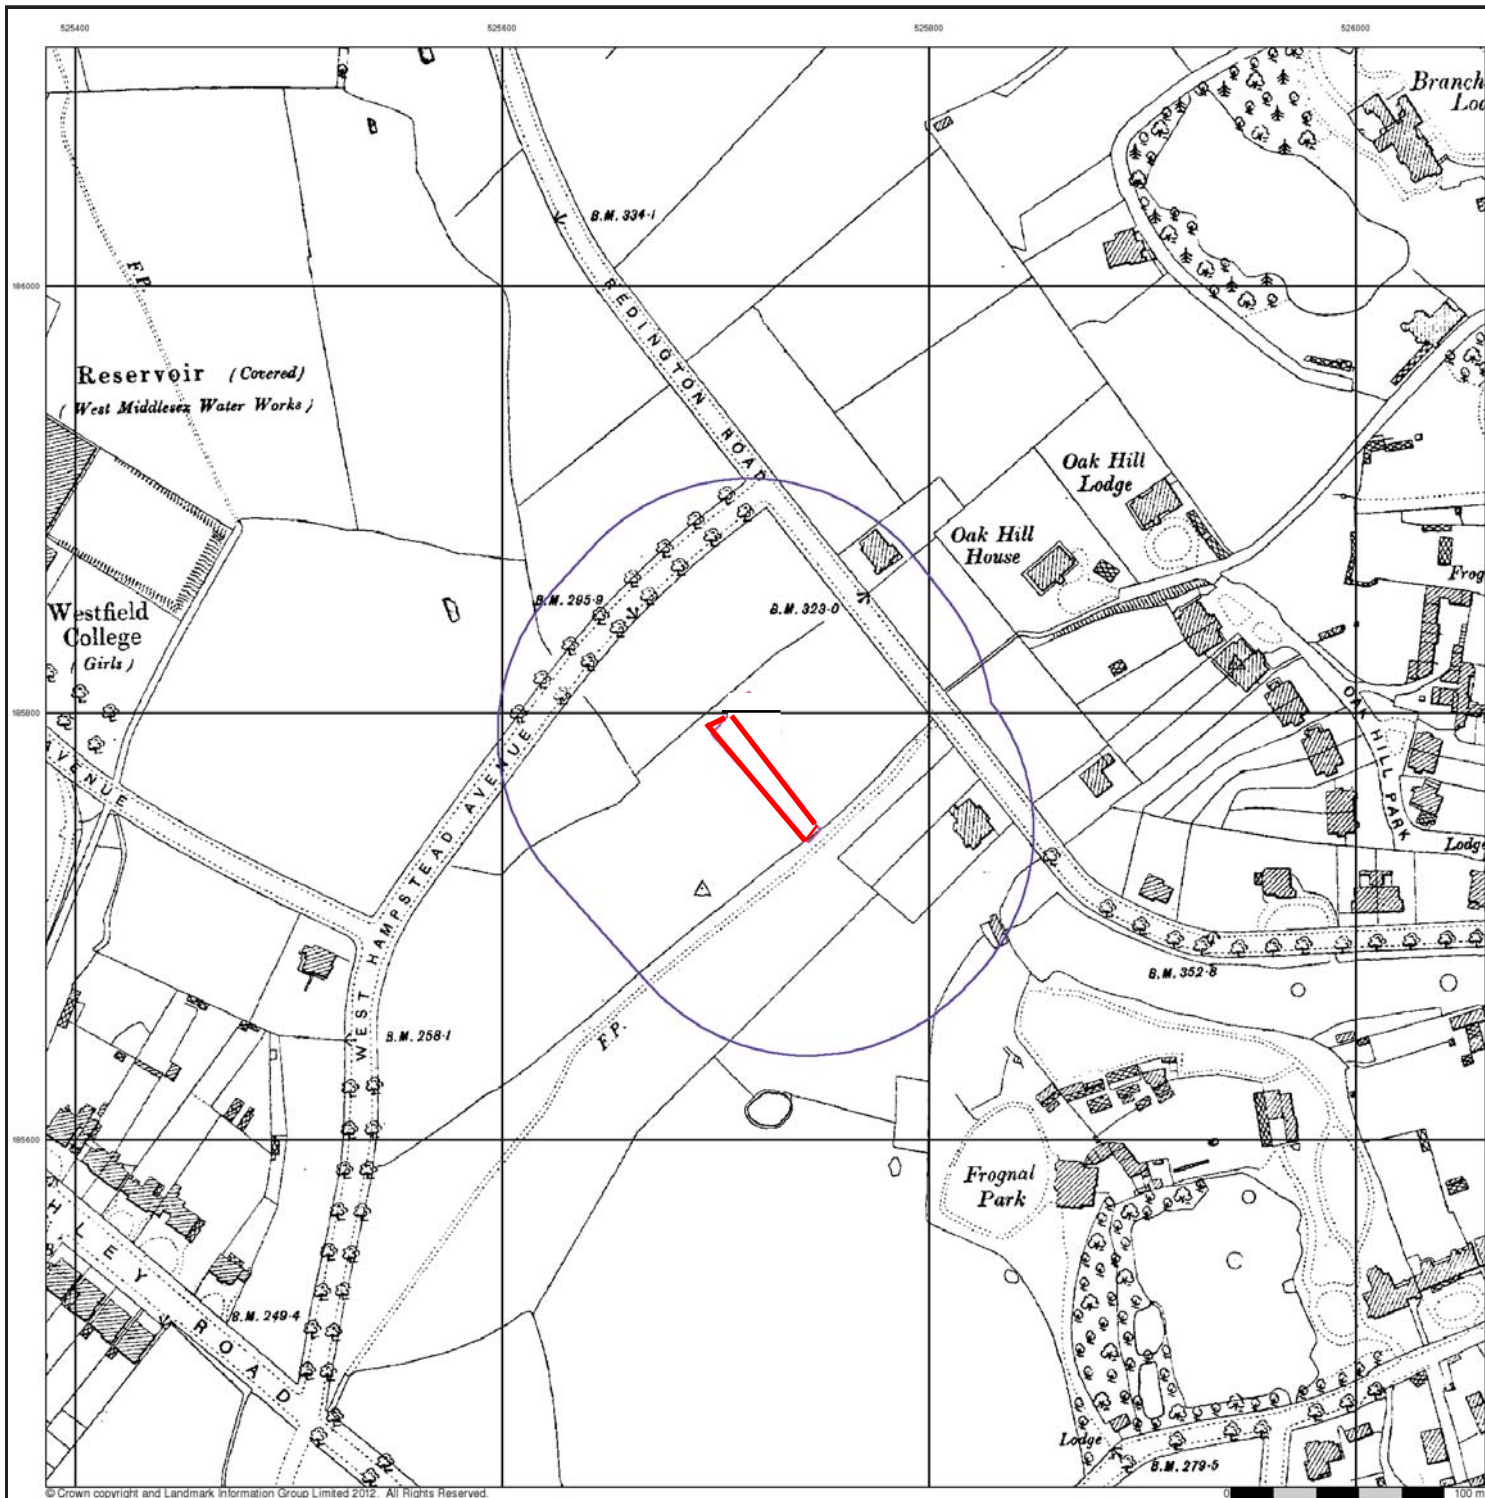 525400 525600 525800 526000
Branch
Lod
B.M. 334·1
186000
F.P.
REDINGTON ROAD
Reservoir (Covered)
( West Middlesex Water Works )
Oak Hill
Lodge
Oak Hill
House
Frog
B.M. 295·9
B.M. 323·0
Westfield
College
( Girls )
185800
OAK HILL PARK
AVENUE
WEST HAMPSTEAD AVENUE
Lodge
B.M. 352·8
F.P.
B.M. 258·1
185600
Frognal
Park
HLEY ROAD
B.M. 249·4
Lodge
B.M. 279·5
© Crown copyright and Landmark Information Group Limited 2012. All Rights Reserved.
0 100 m